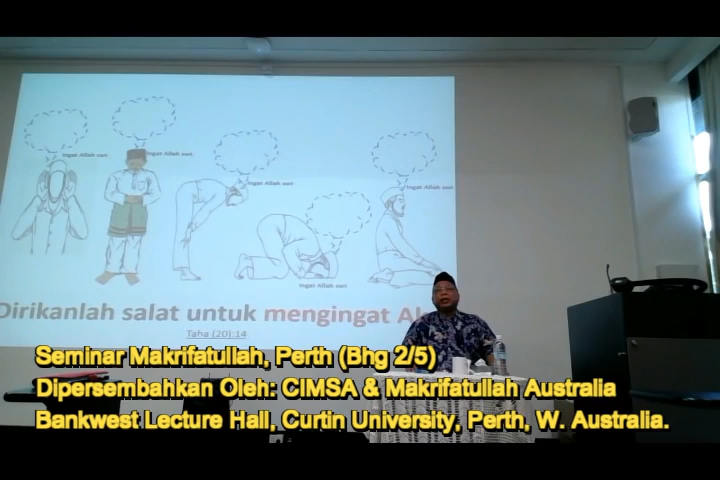 Ingat Allah swt
Ingat Allah swt
Ingat Allah swt
Ingat Allah swt
Ingat Allah swt
Dirikanlah salat untuk mengingat Al
Taha (20):14
Seminar Makrifatullah, Perth (Bhg 2/5)
Dipersembahkan Oleh: CIMSA & Makrifatullah Australia
Bankwest Lecture Hall, Curtin University, Perth, W. Australia.